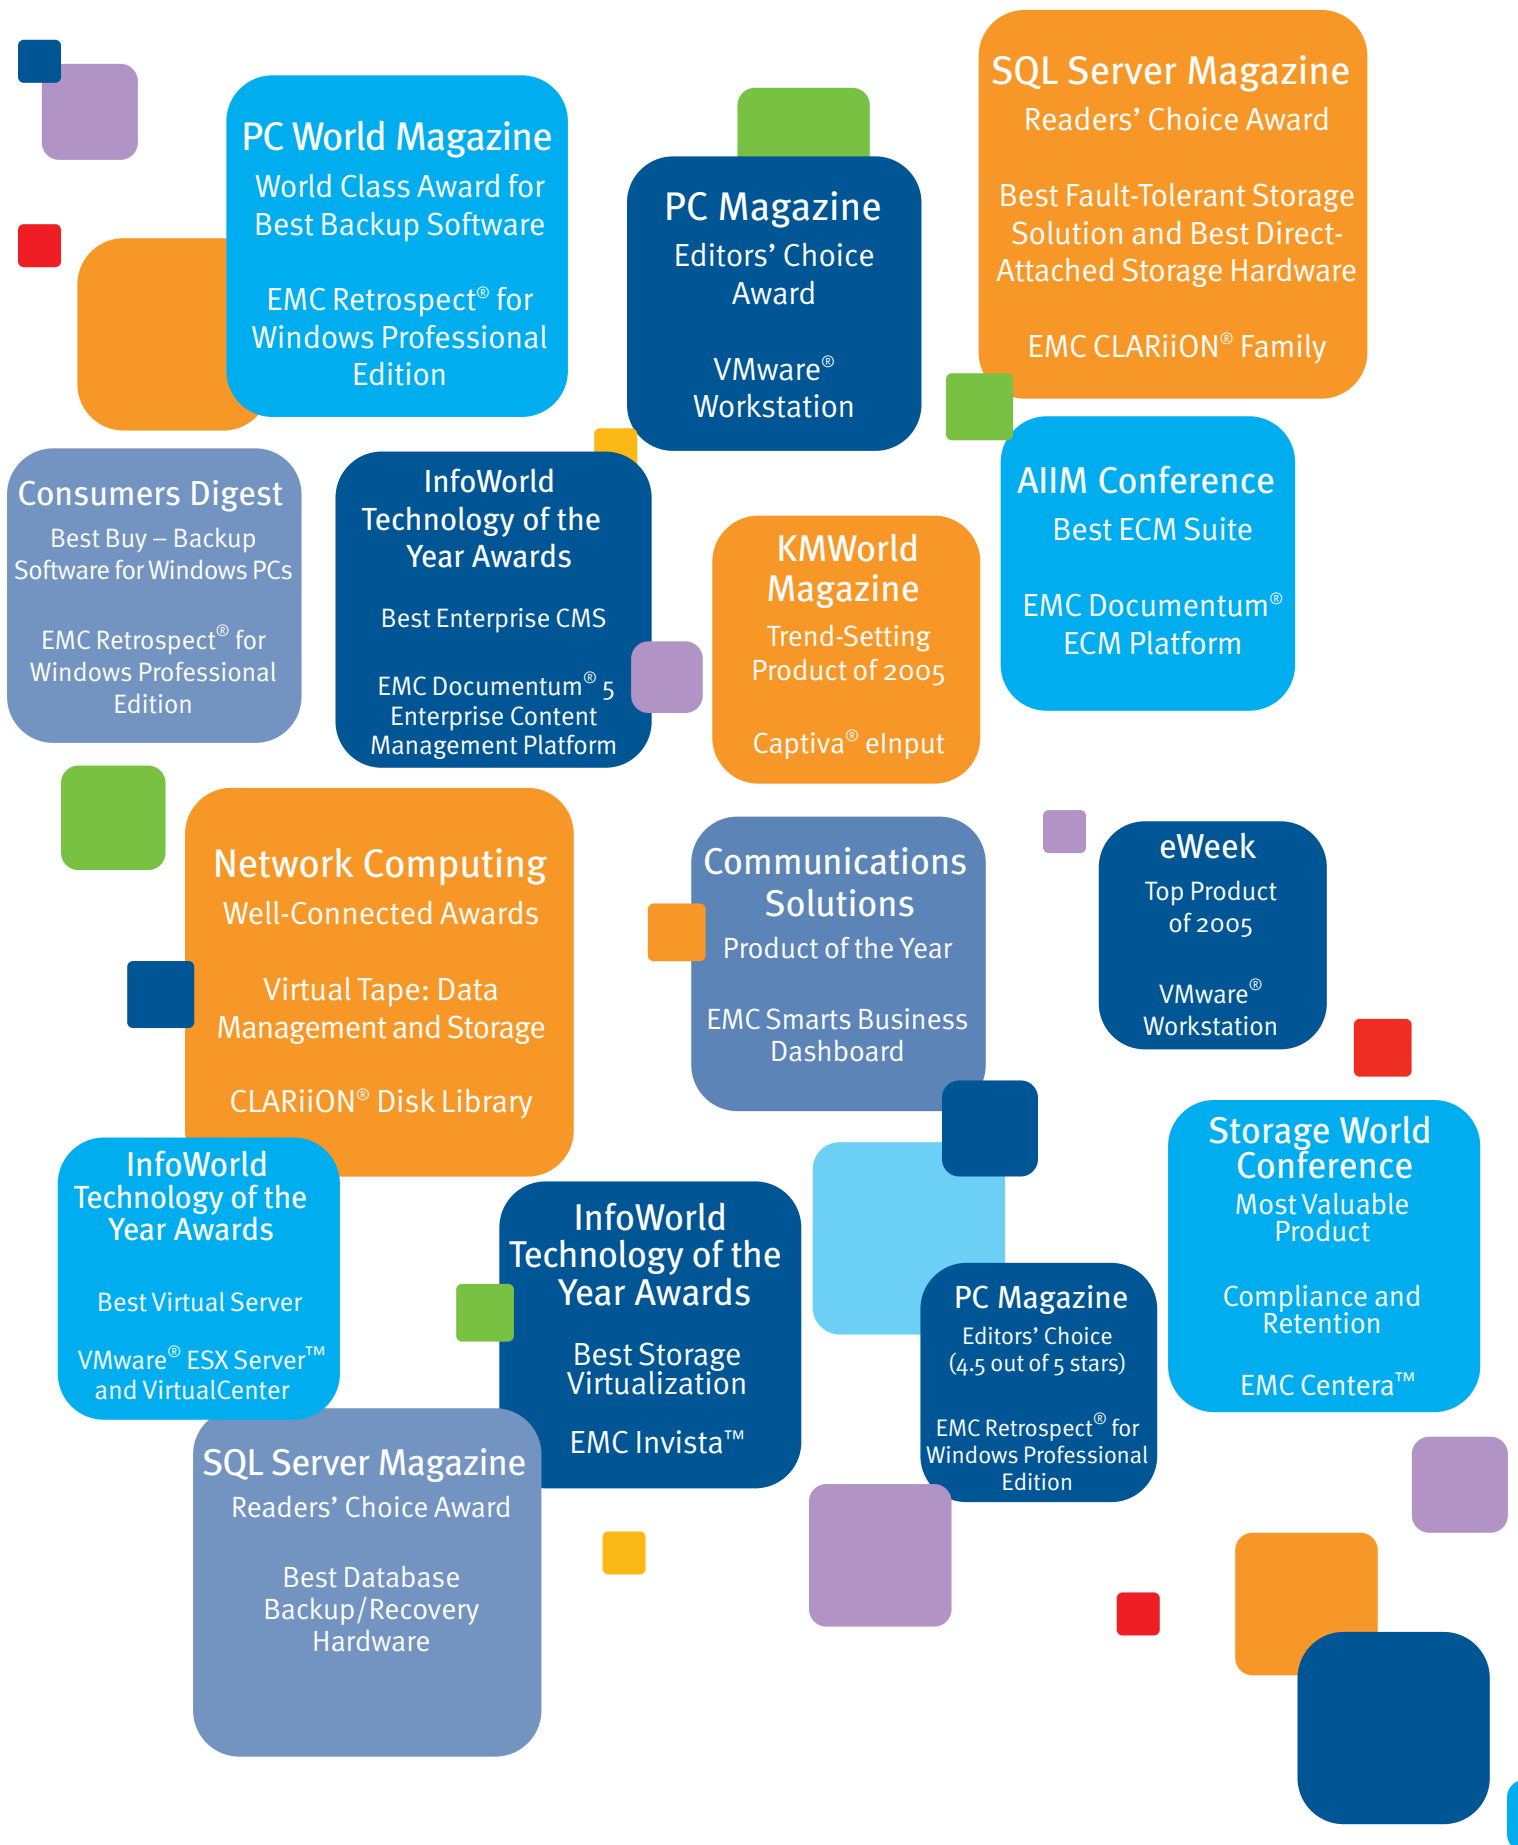 PC World Magazine
World Class Award for
Best Backup Software
EMC Retrospect® for
Windows Professional
Edition
PC Magazine
Editors’ Choice
Award
VMware®
Workstation
SQL Server Magazine
Readers’ Choice Award
Best Fault-Tolerant Storage
Solution and Best Direct-
Attached Storage Hardware
EMC CLARiiON® Family
Consumers Digest
Best Buy – Backup
Software for Windows PCs
EMC Retrospect® for
Windows Professional
Edition
InfoWorld
Technology of the
Year Awards
Best Enterprise CMS
EMC Documentum® 5
Enterprise Content
Management Platform
KMWorld
Magazine
Trend-Setting
Product of 2005
Captiva® eInput
AIIM Conference
Best ECM Suite
EMC Documentum®
ECM Platform
Network Computing
Well-Connected Awards
Virtual Tape: Data
Management and Storage
CLARiiON® Disk Library
Communications
Solutions
Product of the Year
EMC Smarts Business
Dashboard
eWeek
Top Product
of 2005
VMware®
Workstation
InfoWorld
Technology of the
Year Awards
Best Virtual Server
VMware® ESX Server™
and VirtualCenter
InfoWorld
Technology of the
Year Awards
Best Storage
Virtualization
EMC Invista™
PC Magazine
Editors’ Choice
(4.5 out of 5 stars)
EMC Retrospect® for
Windows Professional
Edition
Storage World
Conference
Most Valuable
Product
Compliance and
Retention
EMC Centera™
SQL Server Magazine
Readers’ Choice Award
Best Database
Backup/Recovery
Hardware